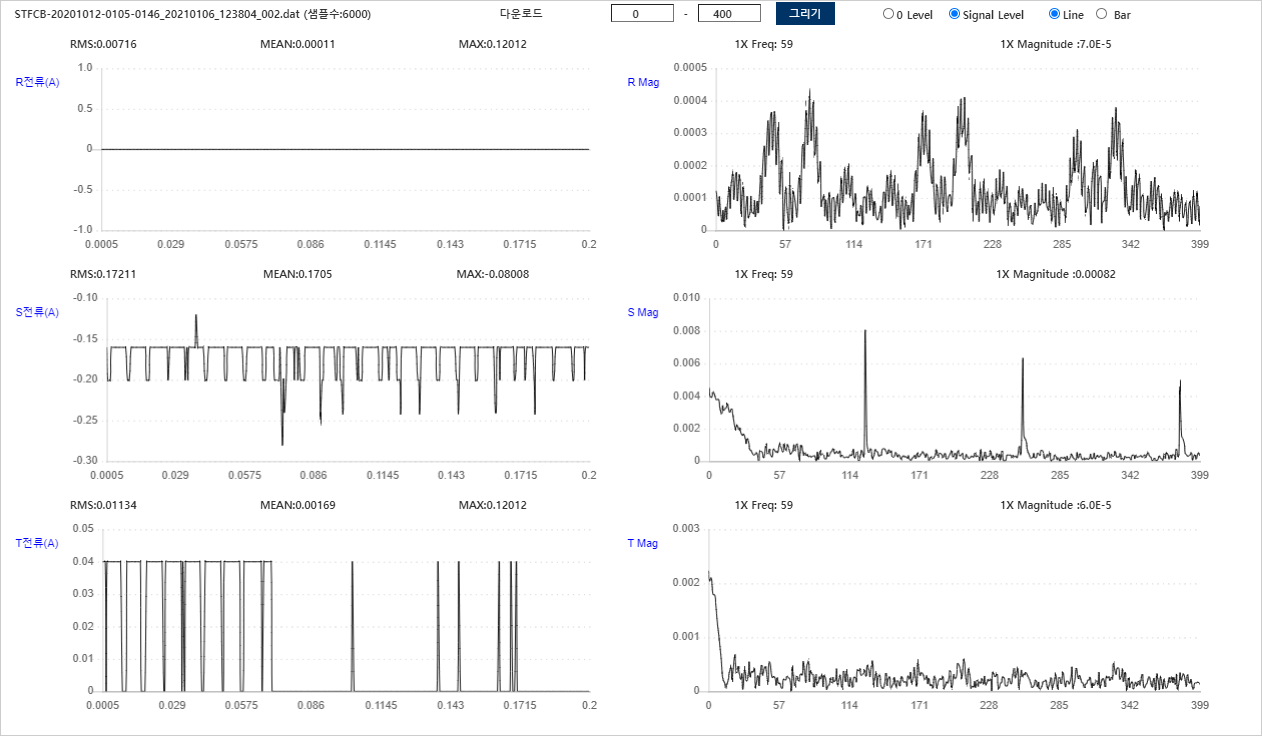 STFCB-20201012-0105-0146_20210106_123804_002.dat (샘플수:6000) 다운로드 0 - 400 그리기 0 Level Signal Level Line Bar
RMS:0.00716 MEAN:0.00011 MAX:0.12012 1X Freq: 59 1X Magnitude :7.0E-5
R전류(A)
1.0
0.5
0
-0.5
-1.0
0.0005 0.029 0.0575 0.086 0.1145 0.143 0.1715 0.2
R Mag
0.0005
0.0004
0.0003
0.0002
0.0001
0
0 57 114 171 228 285 342 399
RMS:0.17211 MEAN:0.1705 MAX:-0.08008 1X Freq: 59 1X Magnitude :0.00082
S전류(A)
-0.10
-0.15
-0.20
-0.25
-0.30
0.0005 0.029 0.0575 0.086 0.1145 0.143 0.1715 0.2
S Mag
0.010
0.008
0.006
0.004
0.002
0
0 57 114 171 228 285 342 399
RMS:0.01134 MEAN:0.00169 MAX:0.12012 1X Freq: 59 1X Magnitude :6.0E-5
T전류(A)
0.05
0.04
0.03
0.02
0.01
0
0.0005 0.029 0.0575 0.086 0.1145 0.143 0.1715 0.2
T Mag
0.003
0.002
0.001
0
0 57 114 171 228 285 342 399